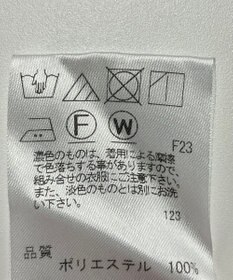 F W
F23
濃色のものは、着用による摩擦
で色落ちする事がありますので、
組み合せの衣服にご注意下さい。
また、淡色のものとは別にお洗
い下さい。
123
品質
ポリエステル 100%